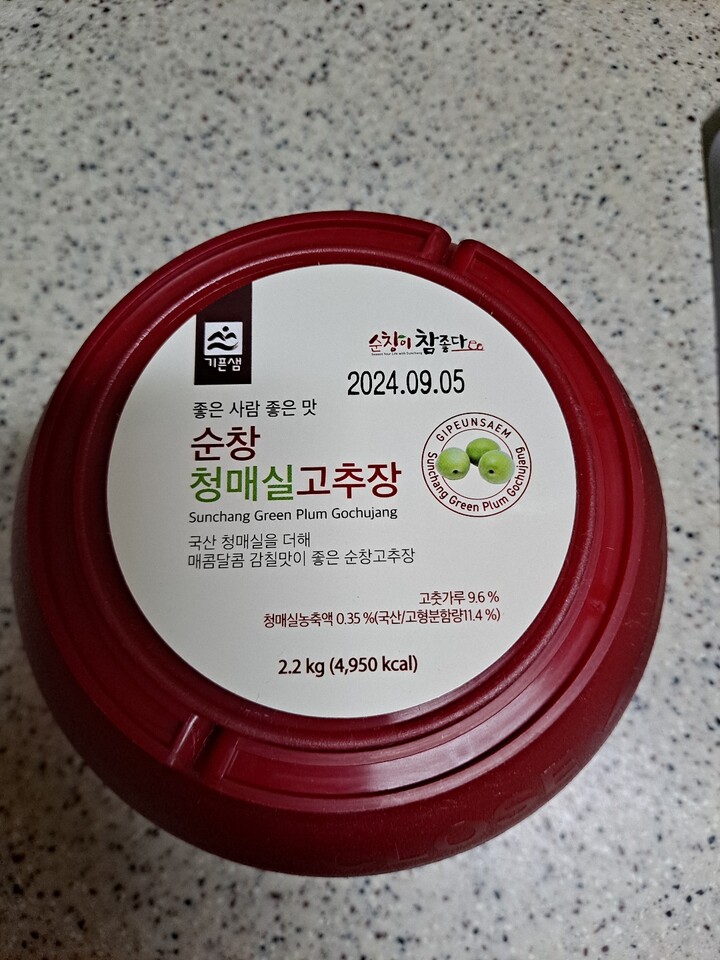 기픈샘
순창이 참좋다
2024.09.05
좋은 사람 좋은 맛
순창
청매실고추장
Sunchang Green Plum Gochujang
국산 청매실을 더해
매콤달콤 감칠맛이 좋은 순창고추장
GIPEUNSAEM
Sunchang Green Plum Gochujang
고춧가루 9.6 %
청매실농축액 0.35 %(국산/고형분함량11.4 %)
2.2 kg (4,950 kcal)
CLOSE